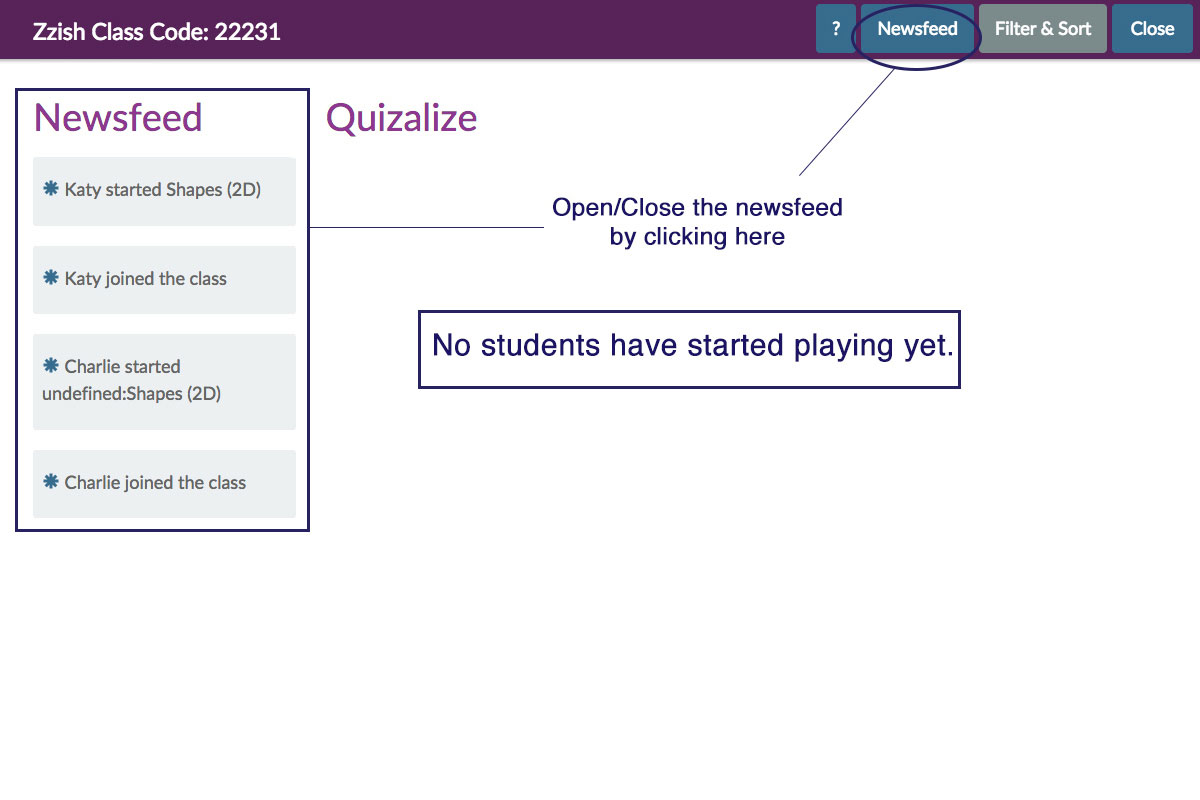 Zzish Class Code: 22231
? Newsfeed Filter & Sort Close
Newsfeed
Katy started Shapes (2D)
Katy joined the class
Charlie started
undefined:Shapes (2D)
Charlie joined the class
Quizalize
Open/Close the newsfeed
by clicking here
No students have started playing yet.